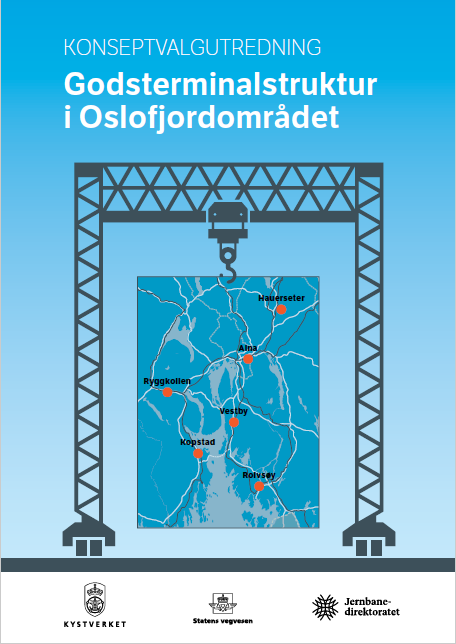 KONSEPTVALGUTREDNING
Godsterminalstruktur
i Oslofjordområdet
Hauerseter
Alna
Ryggkollen
Vestby
Kopstad
Rolvsøy
KYSTVERKET
Statens vegvesen
Jernbane-
direktoratet